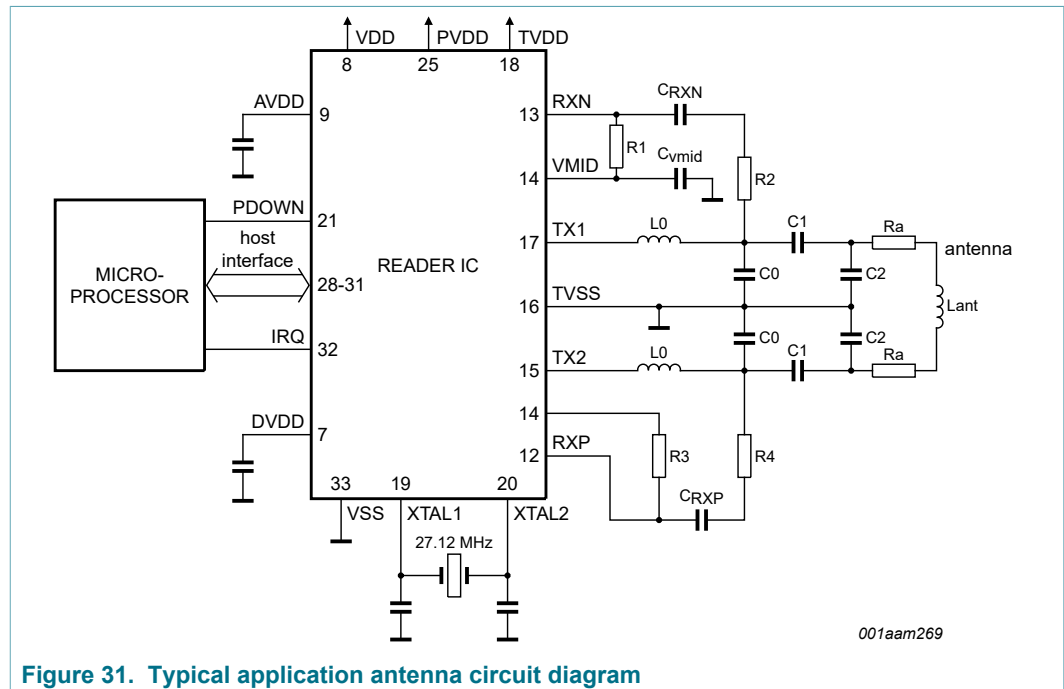 VDD PVDD TVDD
8 25 18
AVDD
9
13
RXN
CRXN
R1
VMID
14
Cvmid
R2
PDOWN
21
host
interface
MICRO-
PROCESSOR
28-31
READER IC
IRQ
32
17
TX1
L0
C1
Ra
antenna
C0
C2
TVSS
16
Lant
C0
C2
TX2
15
L0
C1
Ra
14
DVDD
7
RXP
12
R3
R4
CRXP
33
19
20
VSS
XTAL1
XTAL2
27.12 MHz
001aam269
Figure 31. Typical application antenna circuit diagram